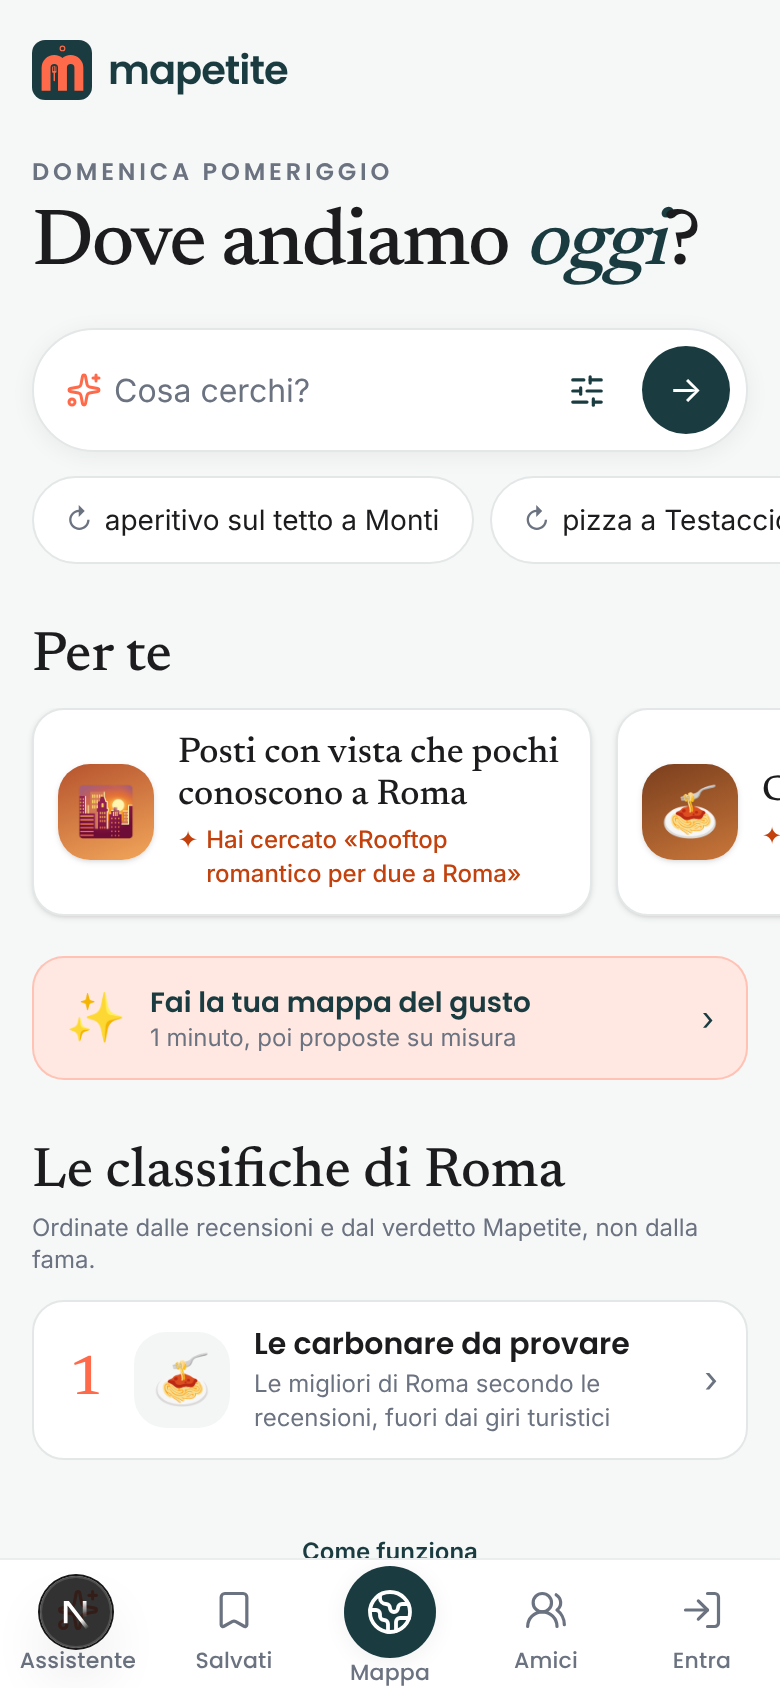 mapetite
DOMENICA POMERIGGIO
Dove andiamo oggi?
Cosa cerchi?
aperitivo sul tetto a Monti
pizza a Testaccio
Per te
Posti con vista che pochi
conoscono a Roma
Hai cercato «Rooftop
romantico per due a Roma»
Fai la tua mappa del gusto
1 minuto, poi proposte su misura
Le classifiche di Roma
Ordinate dalle recensioni e dal verdetto Mapetite, non dalla
fama.
1
Le carbonare da provare
Le migliori di Roma secondo le
recensioni, fuori dai giri turistici
Come funziona
N
Assistente
Salvati
Mappa
Amici
Entra